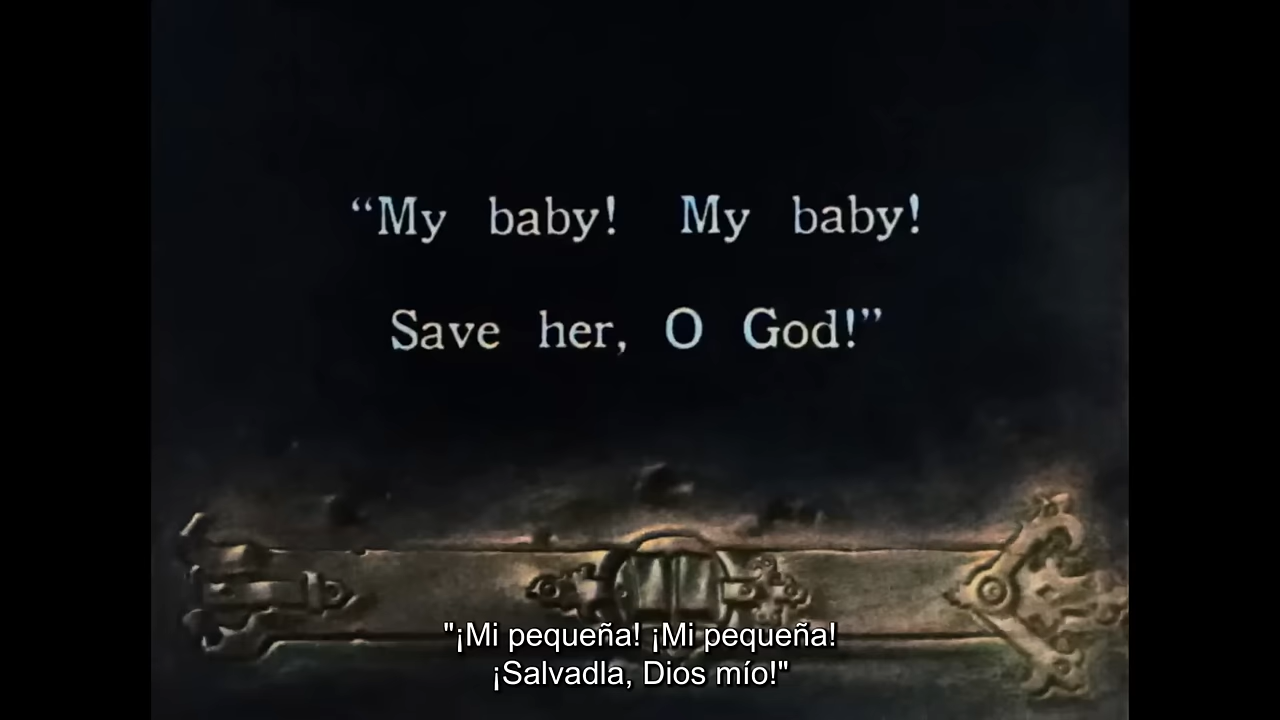 “My baby! My baby!
Save her, O God!”
"¡Mi pequeña! ¡Mi pequeña!
¡Salvadla, Dios mío!"